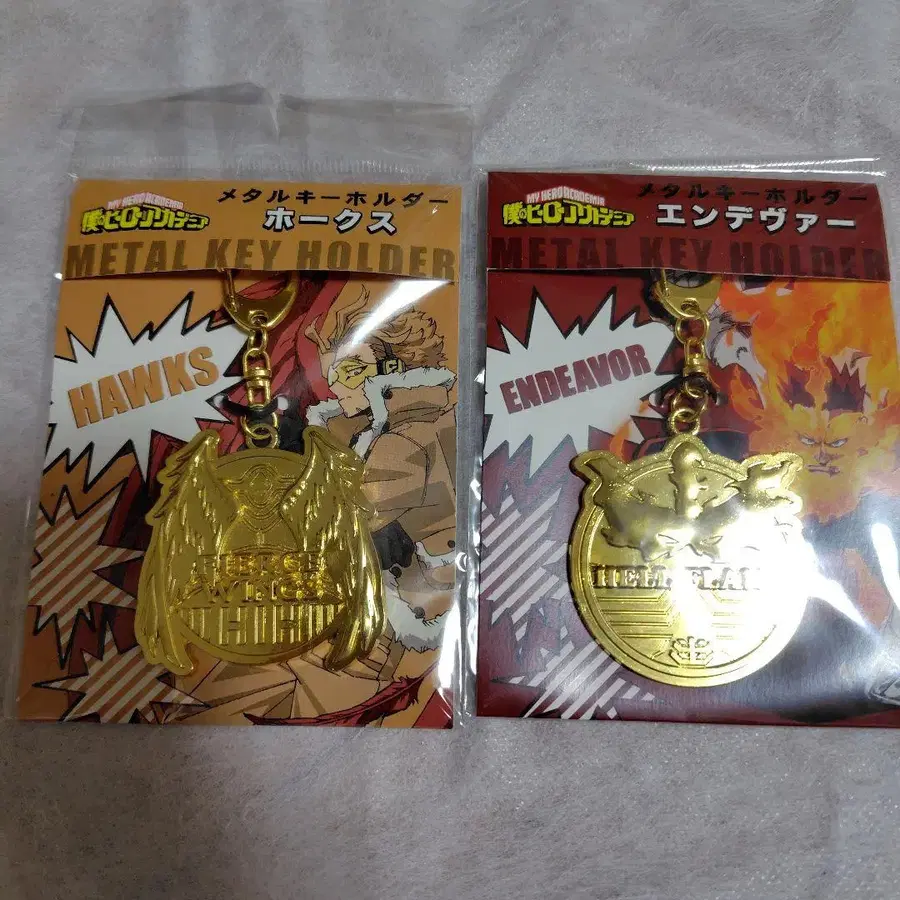 MY HERO ACADEMIA
僕のヒーローアカデミア
メタルキーホルダー
ホークス
METAL KEY HOLDER
HAWKS
FIERCE
WINGS
MY HERO ACADEMIA
僕のヒーローアカデミア
メタルキーホルダー
エンデヴァー
METAL KEY HOLDER
ENDEAVOR
HELL FLAME